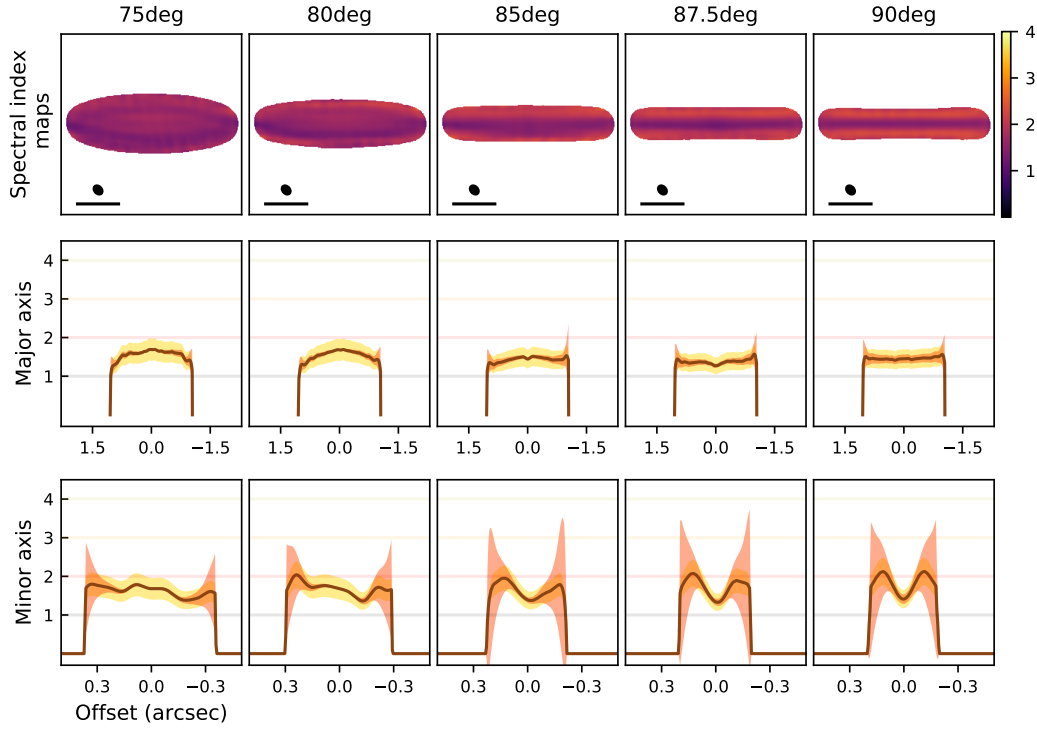 75deg 80deg 85deg 87.5deg 90deg
Spectral index
maps
4
3
2
1
Major axis
4
3
2
1
1.5 0.0 −1.5 1.5 0.0 −1.5 1.5 0.0 −1.5 1.5 0.0 −1.5 1.5 0.0 −1.5
Minor axis
4
3
2
1
0.3 0.0 −0.3 0.3 0.0 −0.3 0.3 0.0 −0.3 0.3 0.0 −0.3 0.3 0.0 −0.3
Offset (arcsec)